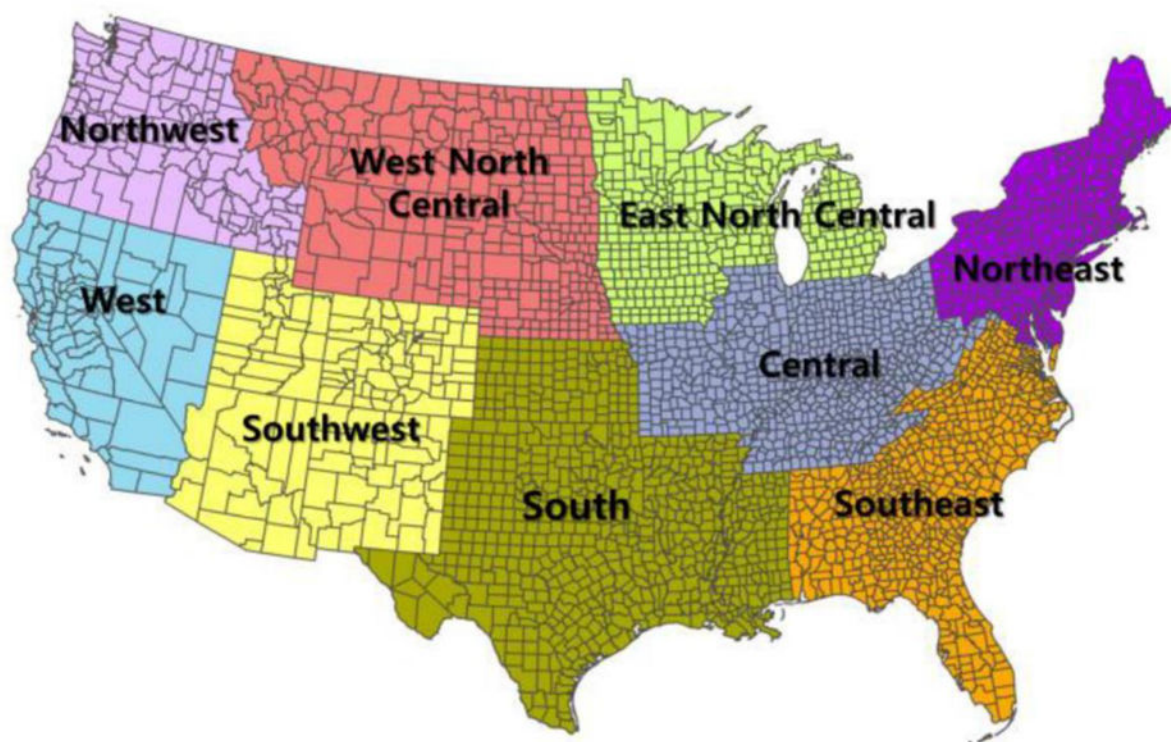 Northwest
West North
Central
East North Central
Northeast
West
Central
Southwest
South
Southeast